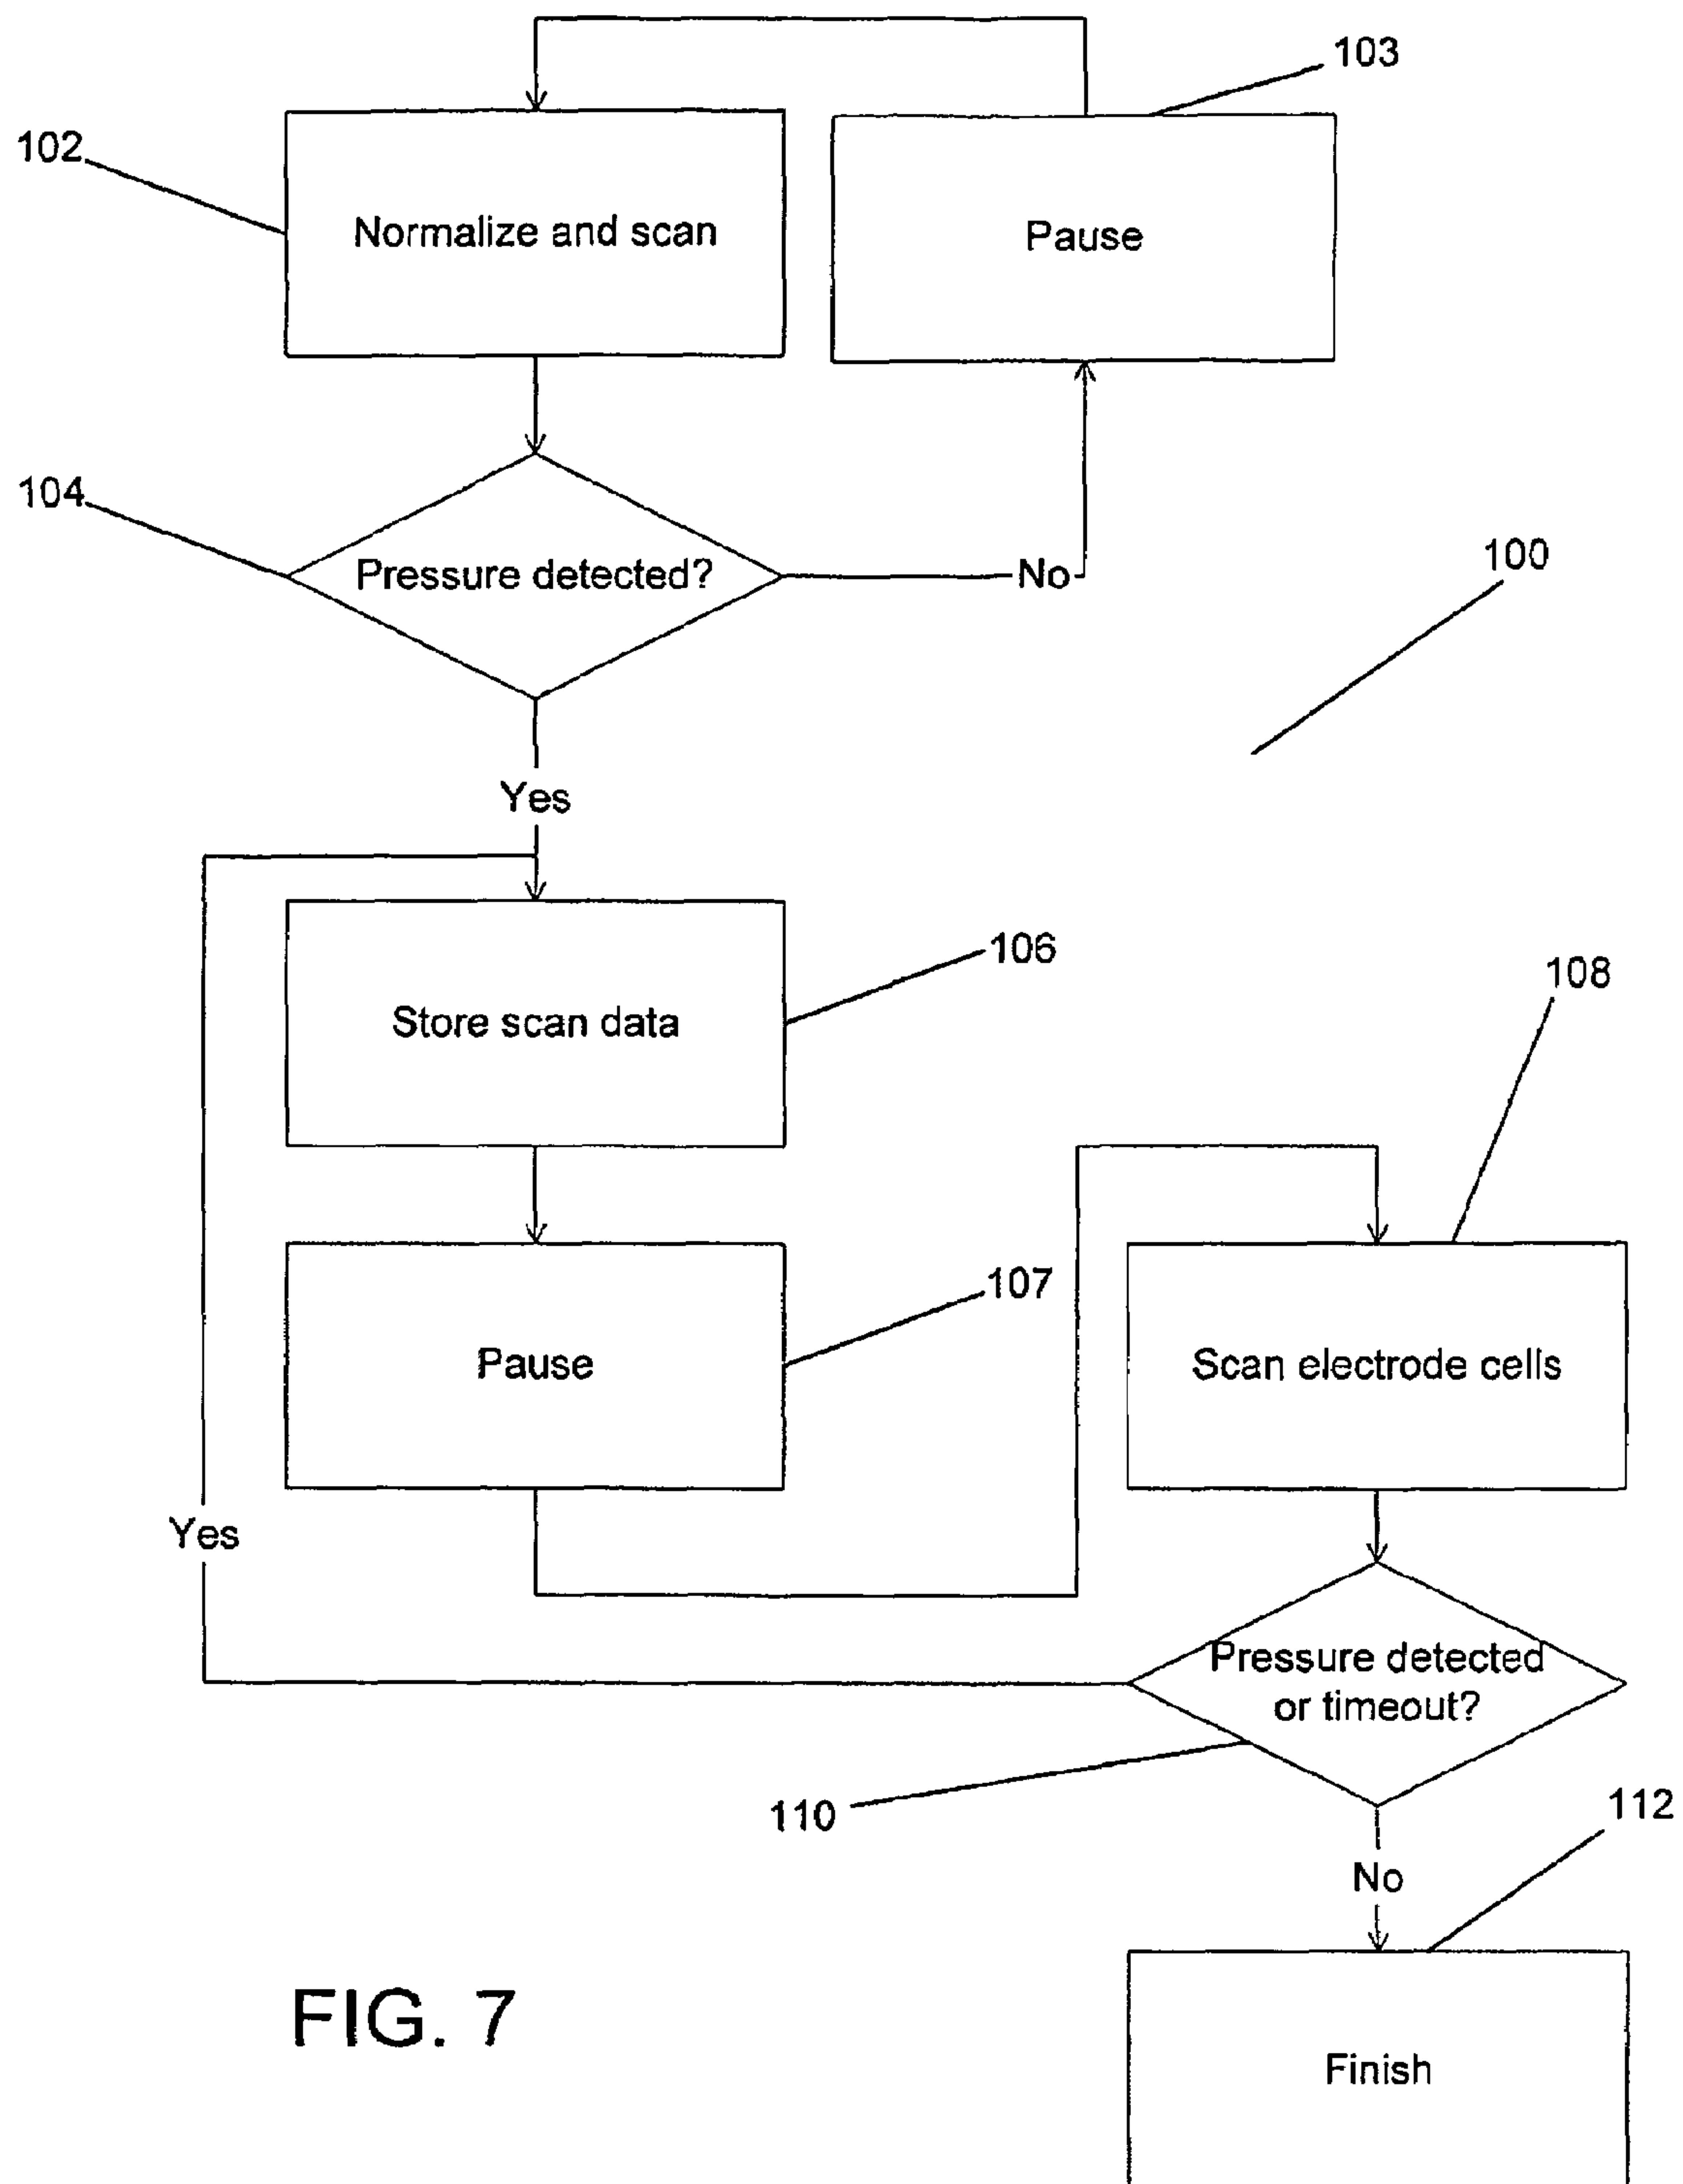 103
102
Normalize and scan
Pause
104
Pressure detected?
No
100
Yes
106
108
Store scan data
107
Pause
Scan electrode cells
Yes
Pressure detected
or timeout?
110
112
No
FIG. 7
Finish